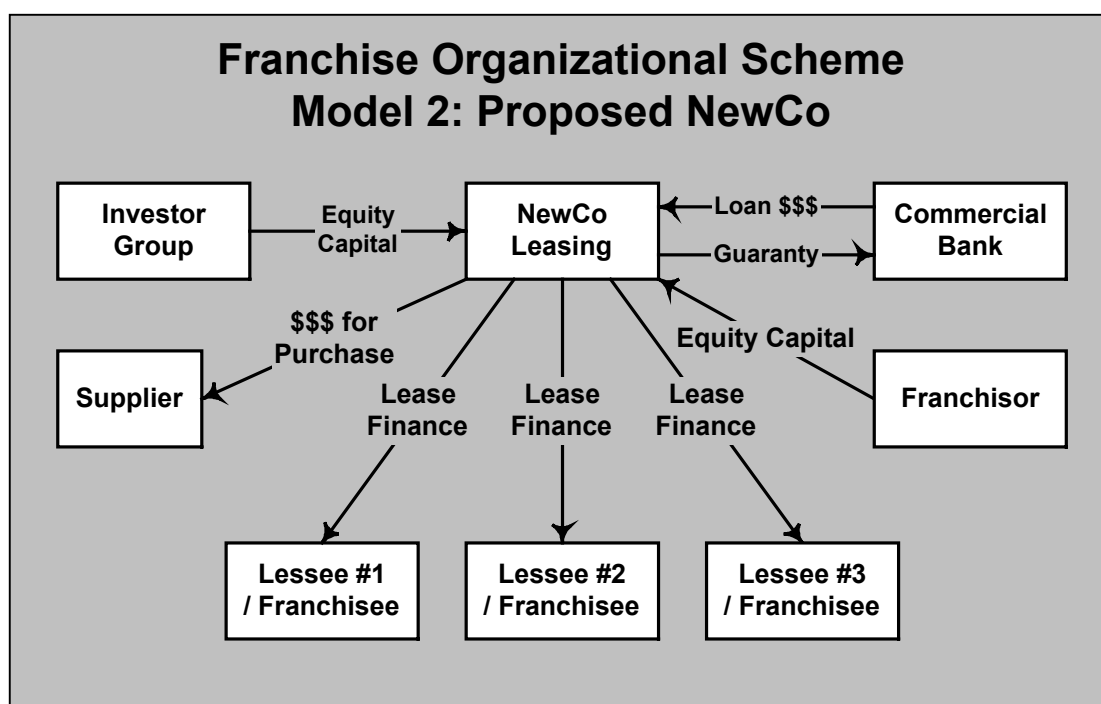 Franchise Organizational Scheme
Model 2: Proposed NewCo
Investor
Group
Equity
Capital
NewCo
Leasing
Loan $$$
Guaranty
Commercial
Bank
$$$ for
Purchase
Equity Capital
Supplier
Lease
Finance
Lease
Finance
Lease
Finance
Franchisor
Lessee #1
/ Franchisee
Lessee #2
/ Franchisee
Lessee #3
/ Franchisee